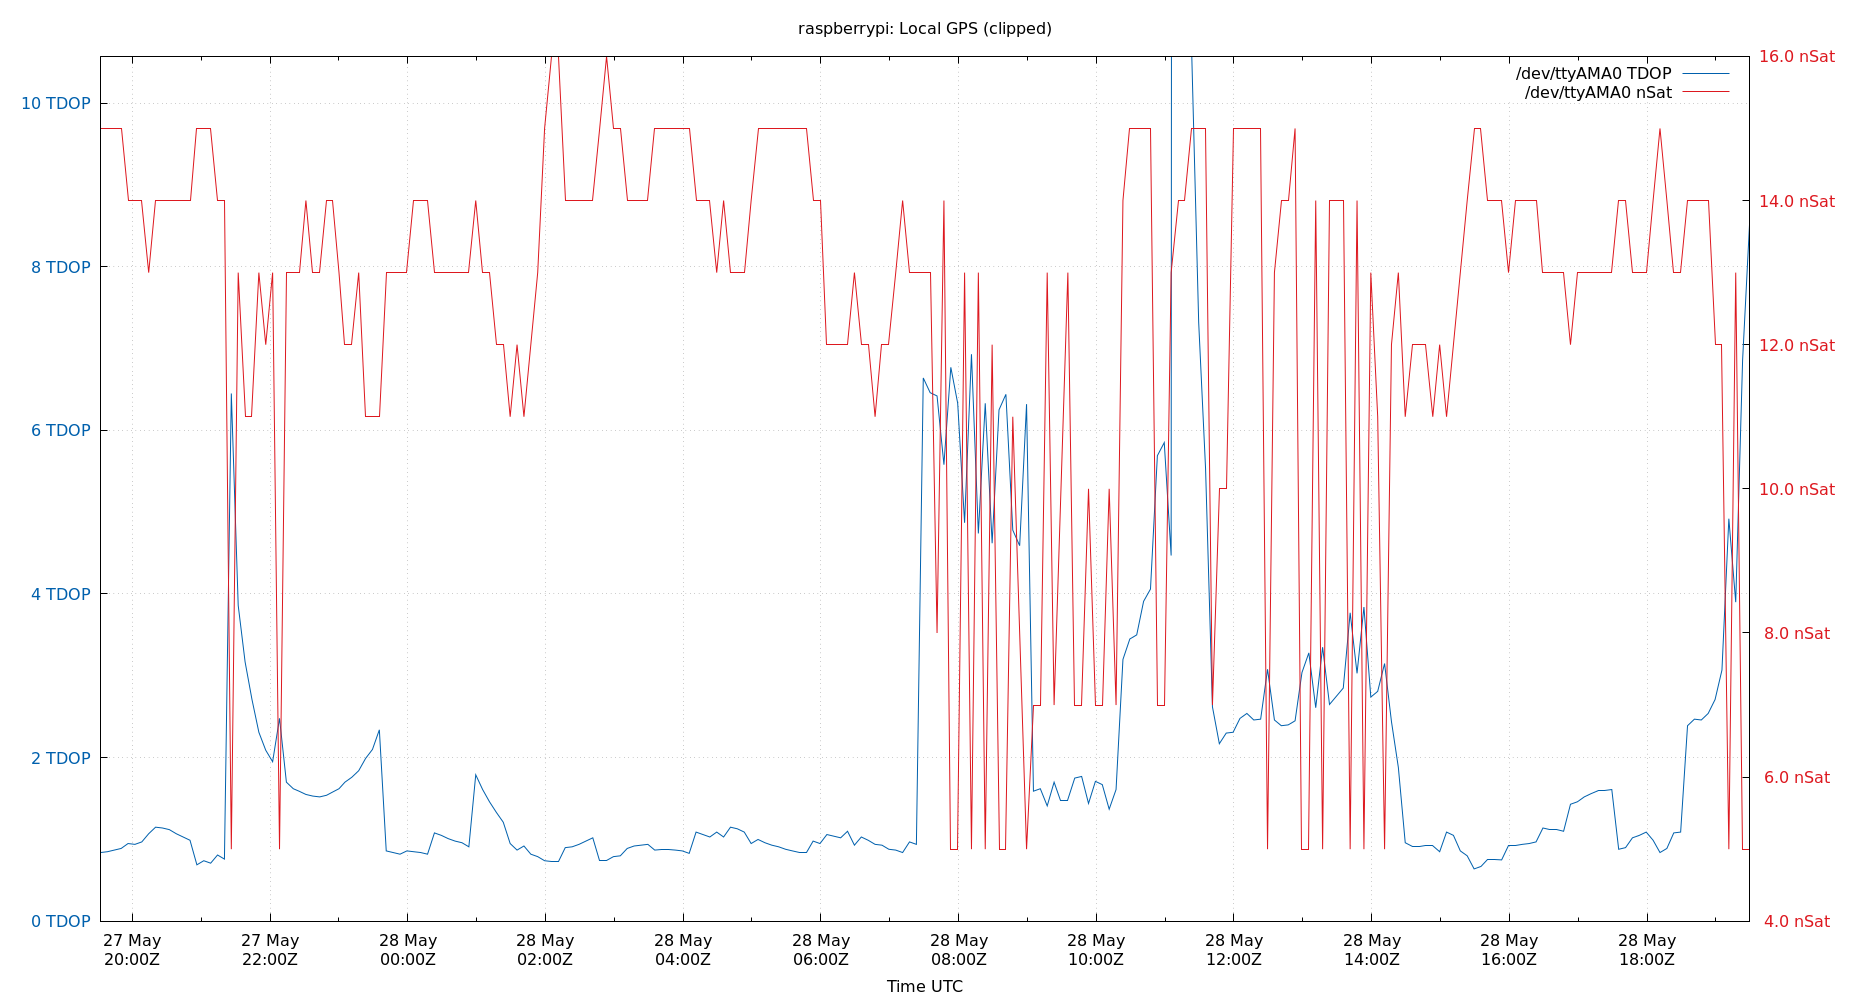 raspberrypi: Local GPS (clipped)
/dev/ttyAMA0 TDOP
/dev/ttyAMA0 nSat
10 TDOP
8 TDOP
6 TDOP
4 TDOP
2 TDOP
0 TDOP
16.0 nSat
14.0 nSat
12.0 nSat
10.0 nSat
8.0 nSat
6.0 nSat
4.0 nSat
27 May
20:00Z
27 May
22:00Z
28 May
00:00Z
28 May
02:00Z
28 May
04:00Z
28 May
06:00Z
28 May
08:00Z
28 May
10:00Z
28 May
12:00Z
28 May
14:00Z
28 May
16:00Z
28 May
18:00Z
Time UTC